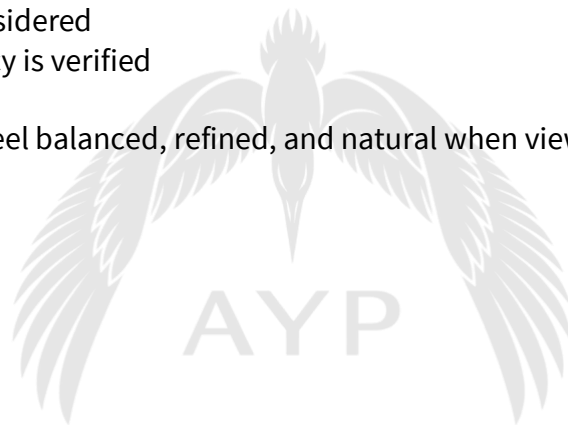 sidered
y is verified
eel balanced, refined, and natural when view
AYP